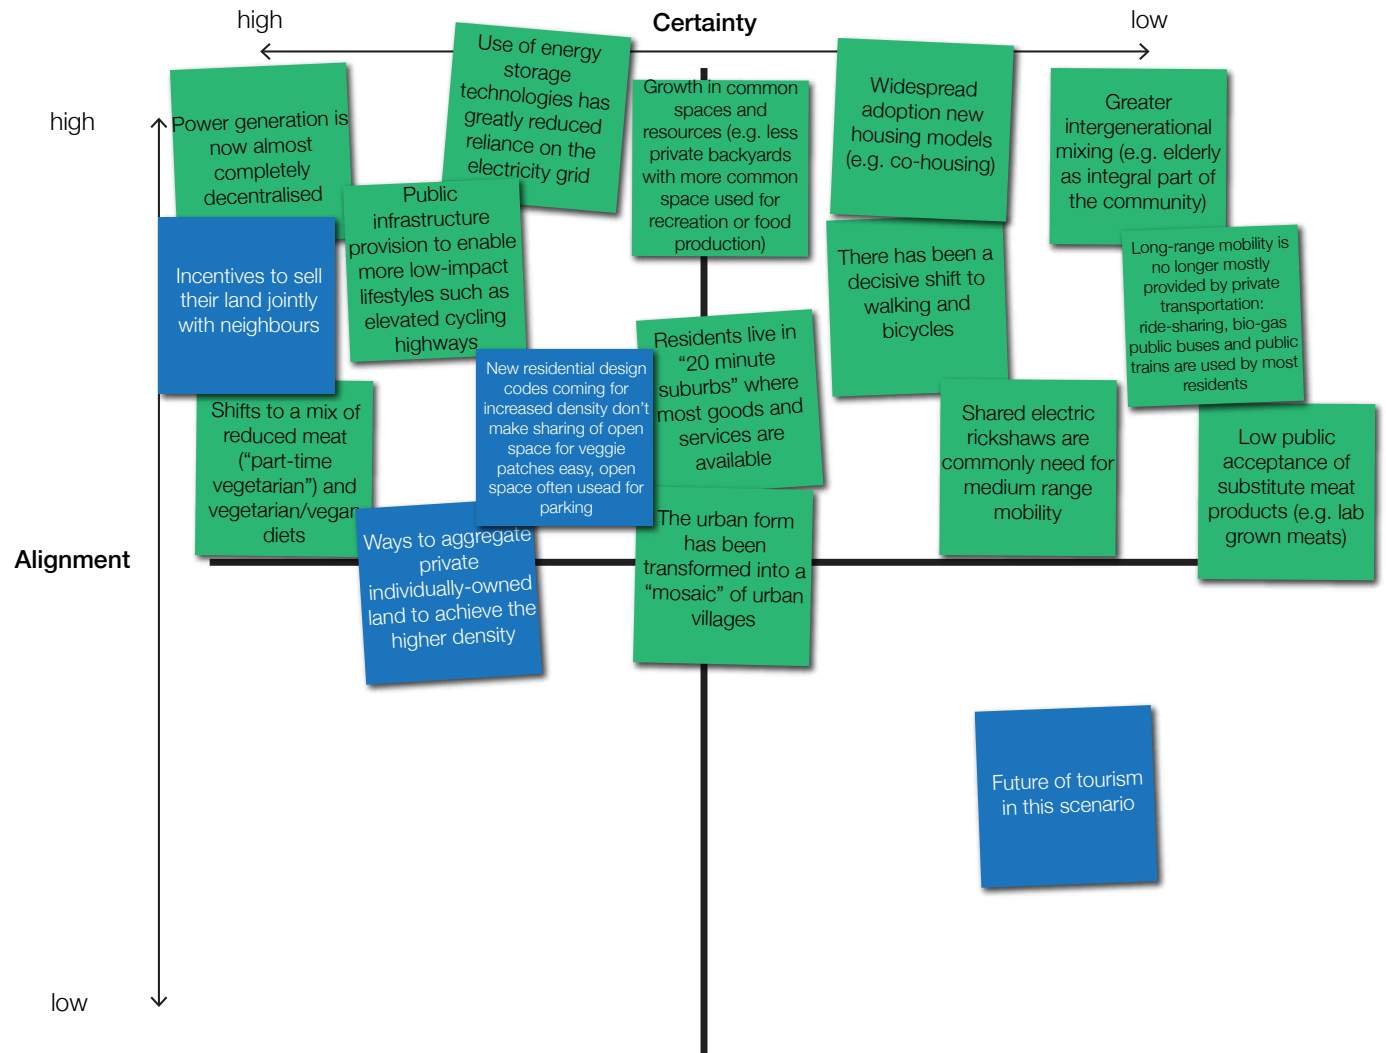 high
Certainty
low
high
Power generation is
now almost
completely
decentralised
Use of energy
storage
technologies has
greatly reduced
reliance on the
electricity grid
Growth in common
spaces and
resources (e.g. less
private backyards
with more common
space used for
recreation or food
production)
Widespread
adoption new
housing models
(e.g. co-housing)
Greater
intergenerational
mixing (e.g. elderly
as integral part of
the community)
Incentives to sell
their land jointly
with neighbours
Public
infrastructure
provision to enable
more low-impact
lifestyles such as
elevated cycling
highways
There has been a
decisive shift to
walking and
bicycles
Long-range mobility is
no longer mostly
provided by private
transportation:
ride-sharing, bio-gas
public buses and public
trains are used by most
residents
New residential design
codes coming for
increased density don't
make sharing of open
space for veggie
patches easy, open
space often usead for
parking
Residents live in
“20 minute
suburbs” where
most goods and
services are
available
Shifts to a mix of
reduced meat
(“part-time
vegetarian”) and
vegetarian/vegan
diets
Shared electric
rickshaws are
commonly need for
medium range
mobility
Low public
acceptance of
substitute meat
products (e.g. lab
grown meats)
Alignment
Ways to aggregate
private
individually-owned
land to achieve the
higher density
The urban form
has been
transformed into a
“mosaic” of urban
villages
Future of tourism
in this scenario
low